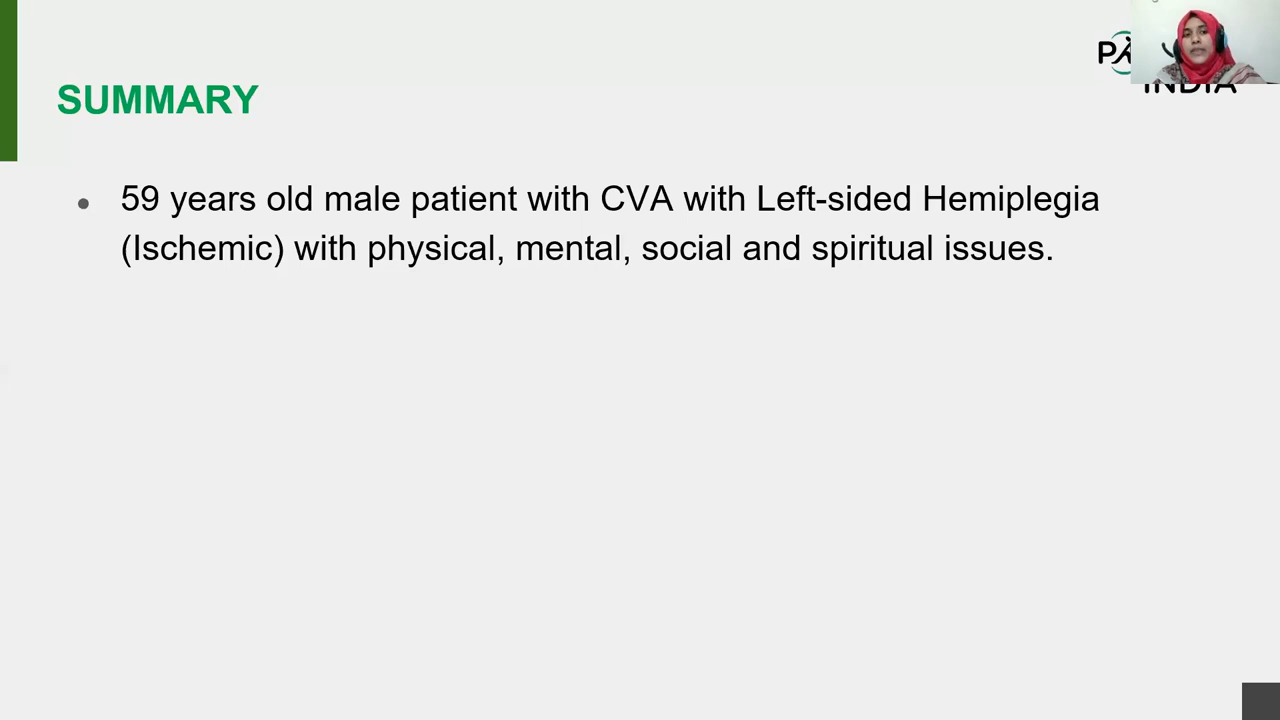 SUMMARY
INDIA
59 years old male patient with CVA with Left-sided Hemiplegia
(Ischemic) with physical, mental, social and spiritual issues.